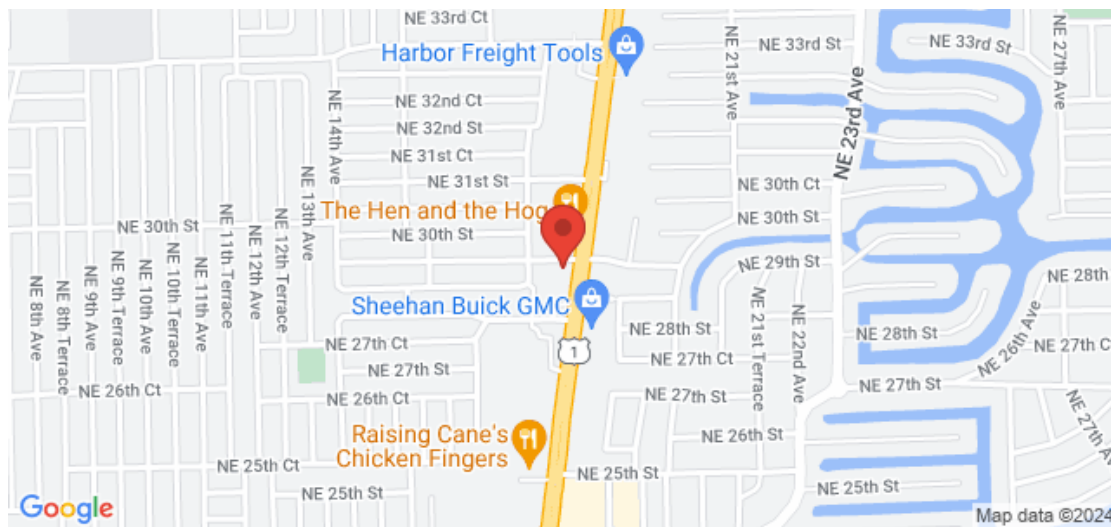 NE 33rd Ct
Harbor Freight Tools
NE 21st Ave
NE 33rd St
NE 23rd Ave
NE 33rd St
NE 27th Ave
NE 14th Ave
NE 32nd Ct
NE 32nd St
NE 31st Ct
NE 31st St
NE 13th Ave
The Hen and the Hog
NE 30th Ct
NE 30th St
NE 30th St
NE 30th St
NE 29th St
NE 8th Ave
NE 8th Terrace
NE 9th Ave
NE 9th Terrace
NE 10th Ave
NE 10th Terrace
NE 11th Ave
NE 11th Terrace
NE 12th Ave
NE 12th Terrace
Sheehan Buick GMC
1
NE 28th St
NE 28th St
NE 28th
NE 21st Terrace
NE 22nd Ave
NE 26th Ave
NE 27th Ct
NE 27th Ct
NE 27th Ct
NE 27th St
NE 27th St
NE 27th St
NE 26th Ct
NE 26th Ct
NE 27th Ave
NE 26th St
Raising Cane's
Chicken Fingers
NE 25th Ct
NE 25th St
NE 25th St
NE 25th St
Google
Map data ©2024